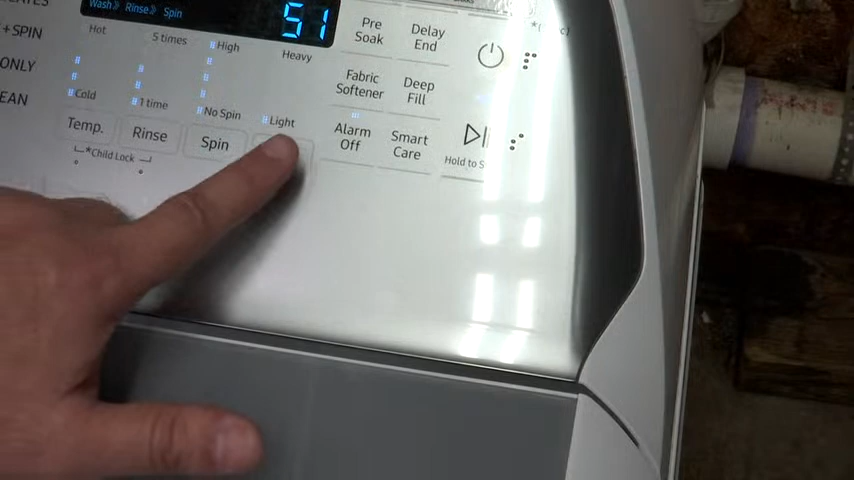 Wash» Rinse» Spin
51
+SPIN
ONLY
EAN
Hot
5 times
High
Heavy
Cold
1 time
No Spin
Light
Temp.
Rinse
Spin
*Child Lock
Pre Soak
Delay End
Fabric Softener
Deep Fill
Alarm Off
Smart Care
Hold to S